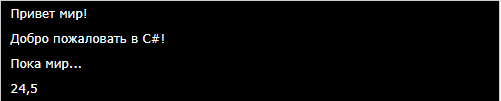 Привет мир!
Добро пожаловать в C#!
Пока мир...
24,5